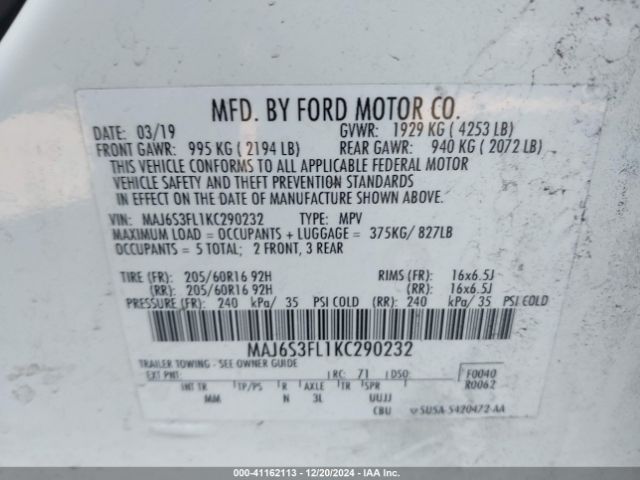 MFD. BY FORD MOTOR CO.
DATE: 03/19 GVWR: 1929 KG ( 4253 LB)
FRONT GAWR: 995 KG ( 2194 LB) REAR GAWR: 940 KG ( 2072 LB)
THIS VEHICLE CONFORMS TO ALL APPLICABLE FEDERAL MOTOR
VEHICLE SAFETY AND THEFT PREVENTION STANDARDS
IN EFFECT ON THE DATE OF MANUFACTURE SHOWN ABOVE.
VIN: MAJ6S3FL1KC290232 TYPE: MPV
MAXIMUM LOAD = OCCUPANTS + LUGGAGE = 375KG/ 827LB
OCCUPANTS = 5 TOTAL; 2 FRONT, 3 REAR
TIRE (FR): 205/60R16 92H RIMS (FR): 16x6.5J
(RR): 205/60R16 92H (RR): 16x6.5J
PRESSURE (FR): 240 kPa/ 35 PSI COLD (RR): 240 kPa/ 35 PSI COLD
MAJ6S3FL1KC290232
TRAILER TOWING - SEE OWNER GUIDE
EXT PNT: RC: 71 DSO: F0040
R0062
INT TR TP/PS R AXLE TR SPR
MM N 3L UUJJ
CBU 5U5A-5420472-AA
000-41162113 - 12/20/2024 - IAA Inc.